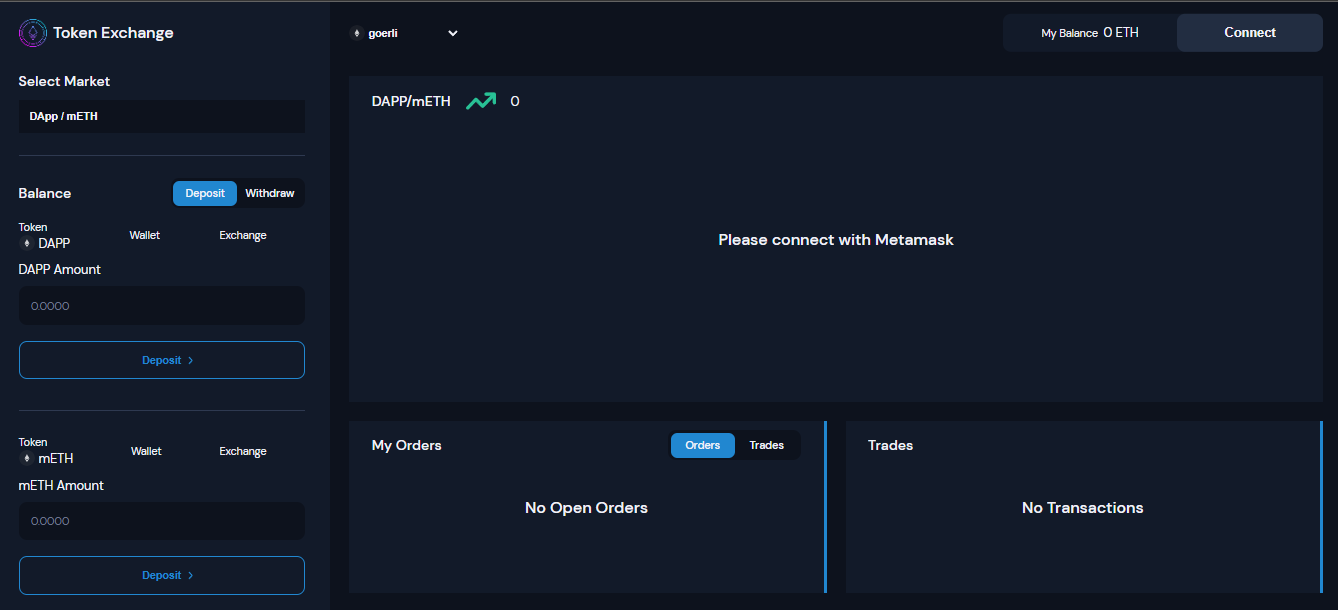 Token Exchange
Select Market
DApp / mETH
Balance
Deposit
Withdraw
Token
DAPP
Wallet
Exchange
DAPP Amount
0.0000
Deposit >
Token
mETH
Wallet
Exchange
mETH Amount
0.0000
Deposit >
goerli
My Balance 0 ETH
Connect
DAPP/mETH 0
Please connect with Metamask
My Orders
Orders
Trades
No Open Orders
Trades
No Transactions